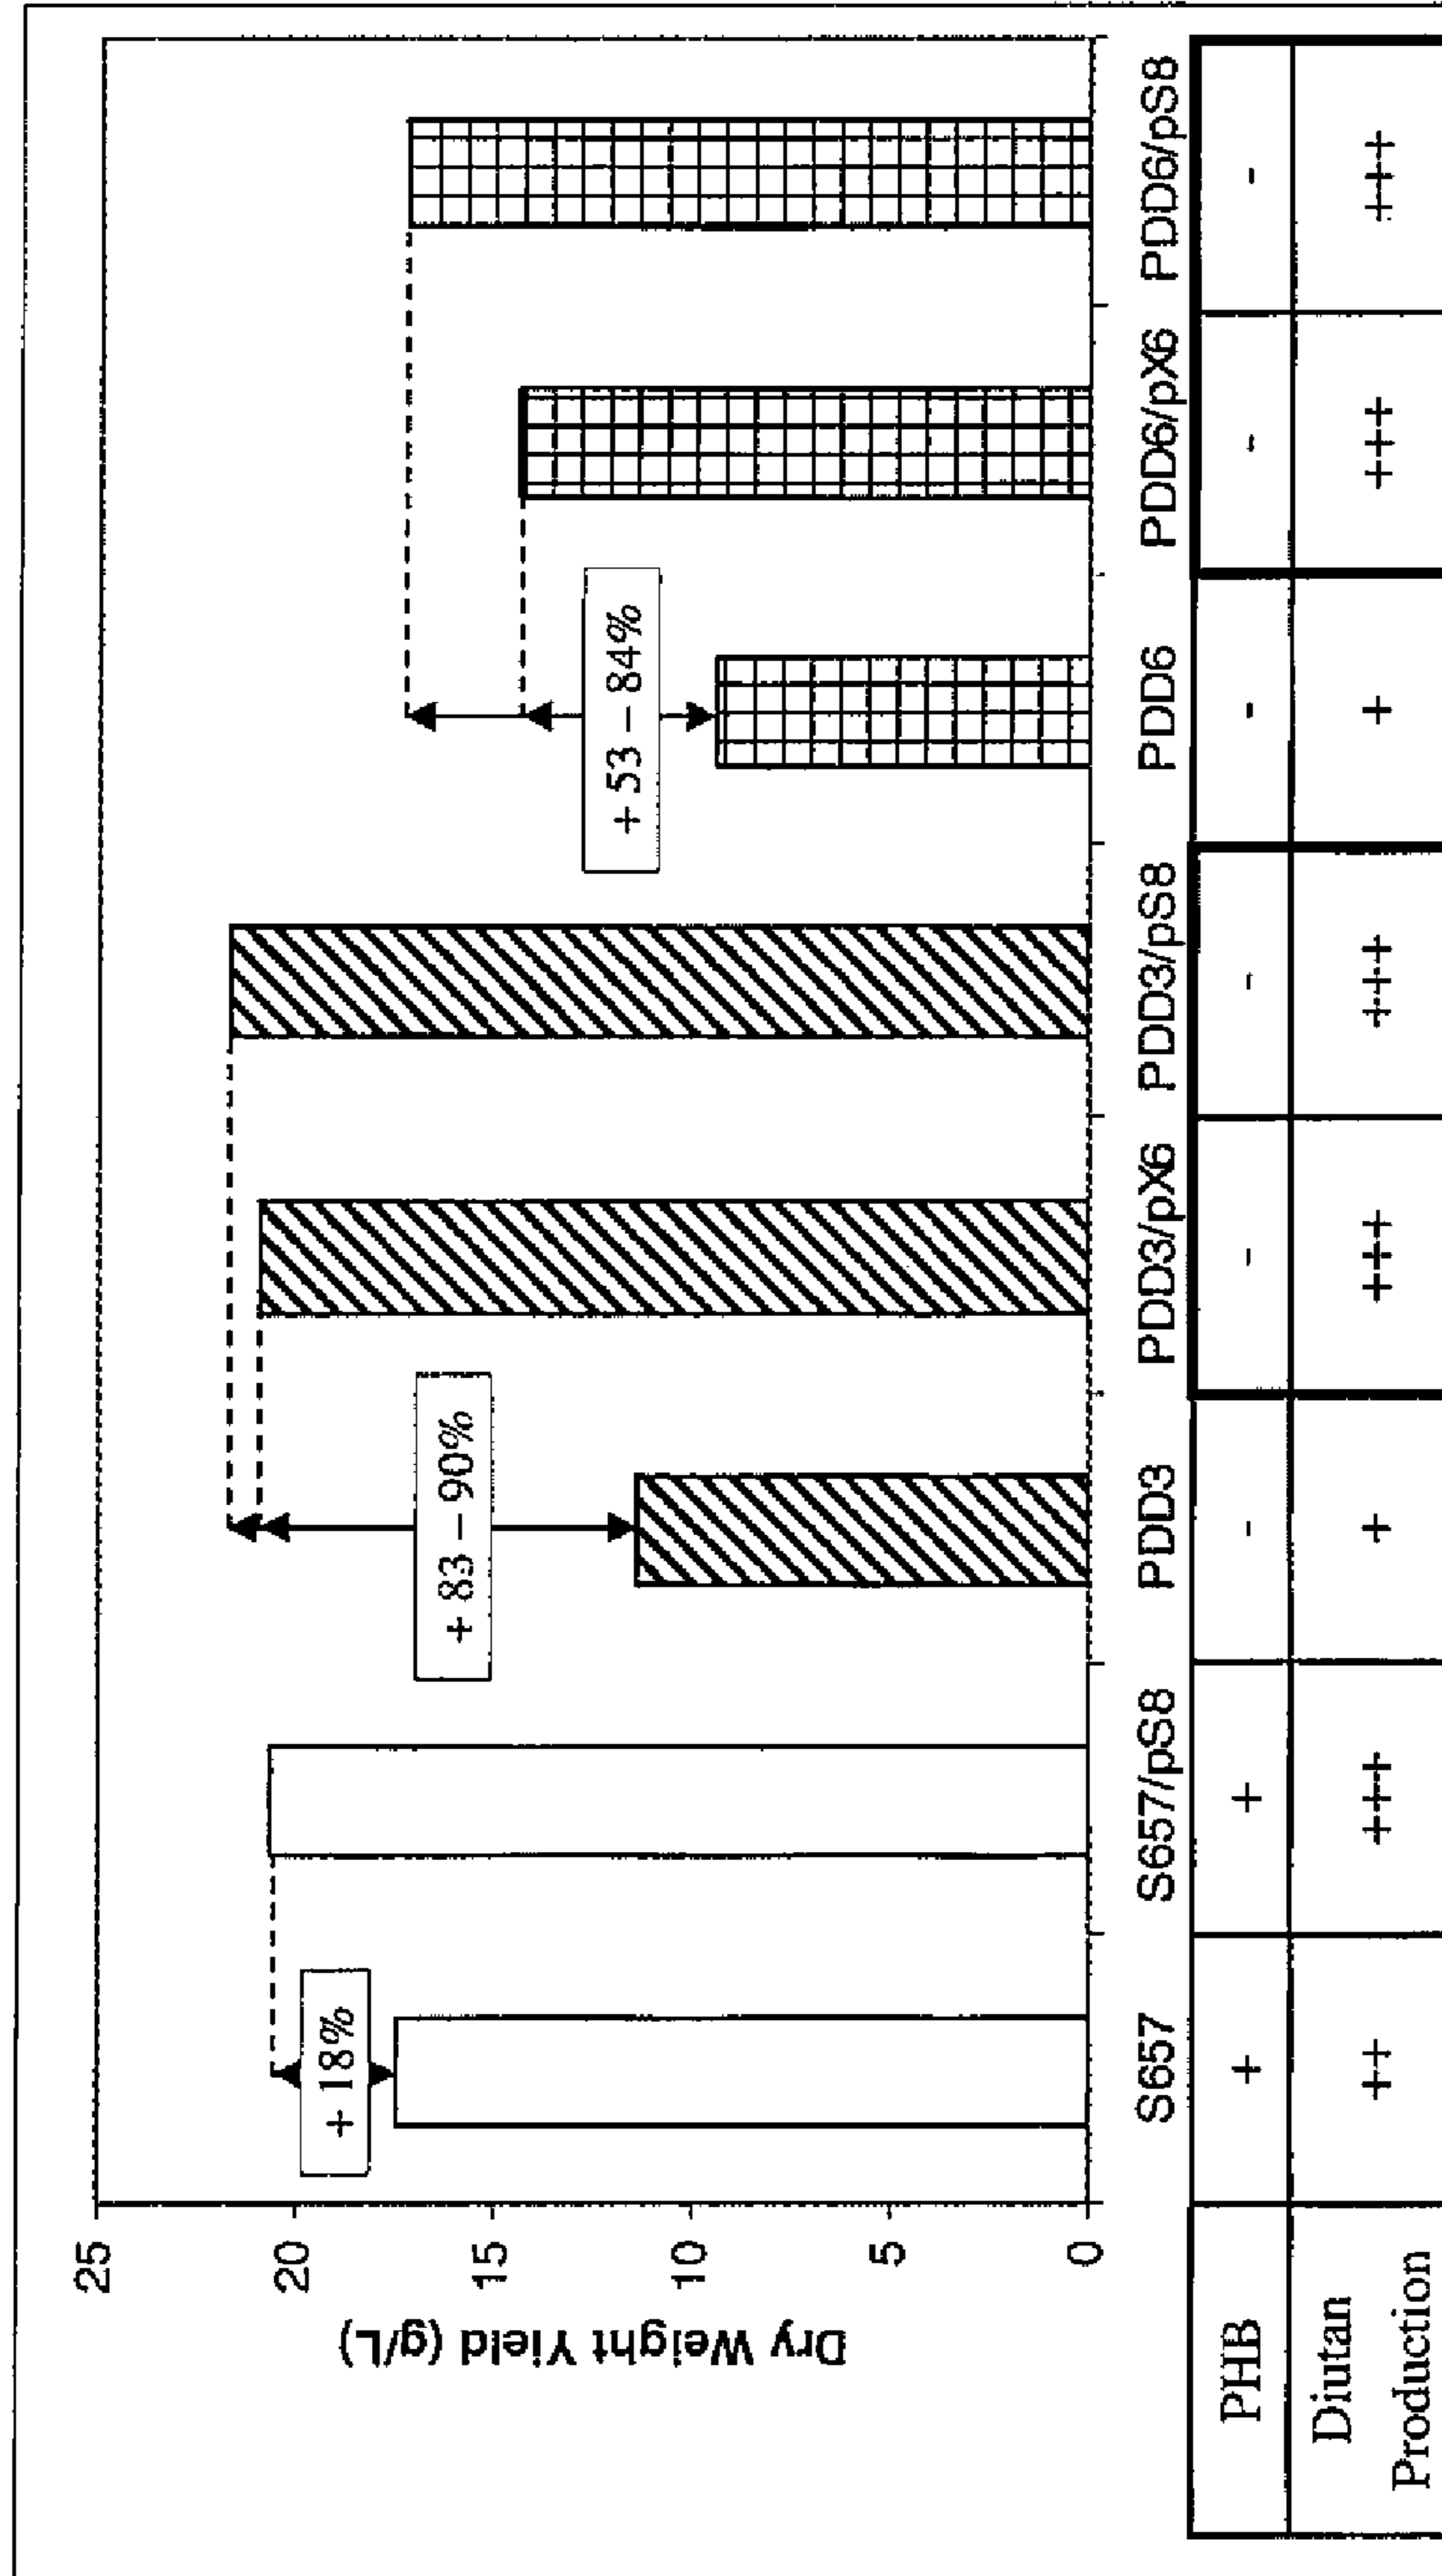 Dry Weight Yield (g/L)
25
20
15
10
5
0
+ 18%
+ 83 – 90%
+ 53 – 84%
S657 S657/pS8 PDD3 PDD3/pX6 PDD3/pS8 PDD6 PDD6/pX6 PDD6/pS8
PHB + + - - - - - -
Diutan
Production ++ +++ + +++ +++ + +++ +++